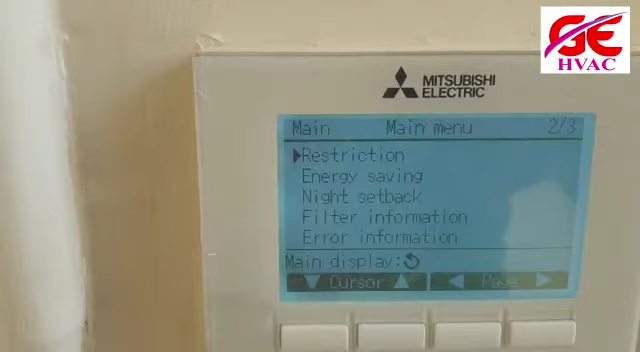 GE
HVAC
MITSUBISHI
ELECTRIC
Main Main menu 2/3
Restriction
Energy saving
Night setback
Filter information
Error information
Main display:
Cursor Page